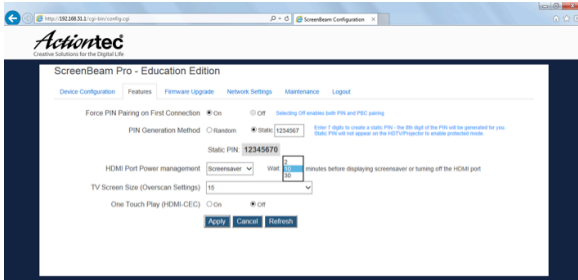 http://192.168.51.1/cgi-bin/config.cgi
ScreenBeam Configuration
Actiontec
Creative Solutions for the Digital Life
ScreenBeam Pro - Education Edition
Device Configuration Features Firmware Upgrade Network Settings Maintenance Logout
Force PIN Pairing on First Connection On Off Selecting Off enables both PIN and PBC pairing
PIN Generation Method Random Static 1234567 Enter 7 digits to create a static PIN - the 8th digit of the PIN will be generated for you.
Static PIN will not appear on the HDTV/Projector to enable protected mode
Static PIN: 12345670
2
HDMI Port Power management Screensaver Wait 10 minutes before displaying screensaver or turning off the HDMI port
30
TV Screen Size (Overscan Settings) 15
One Touch Play (HDMI-CEC) On Off
Apply Cancel Refresh